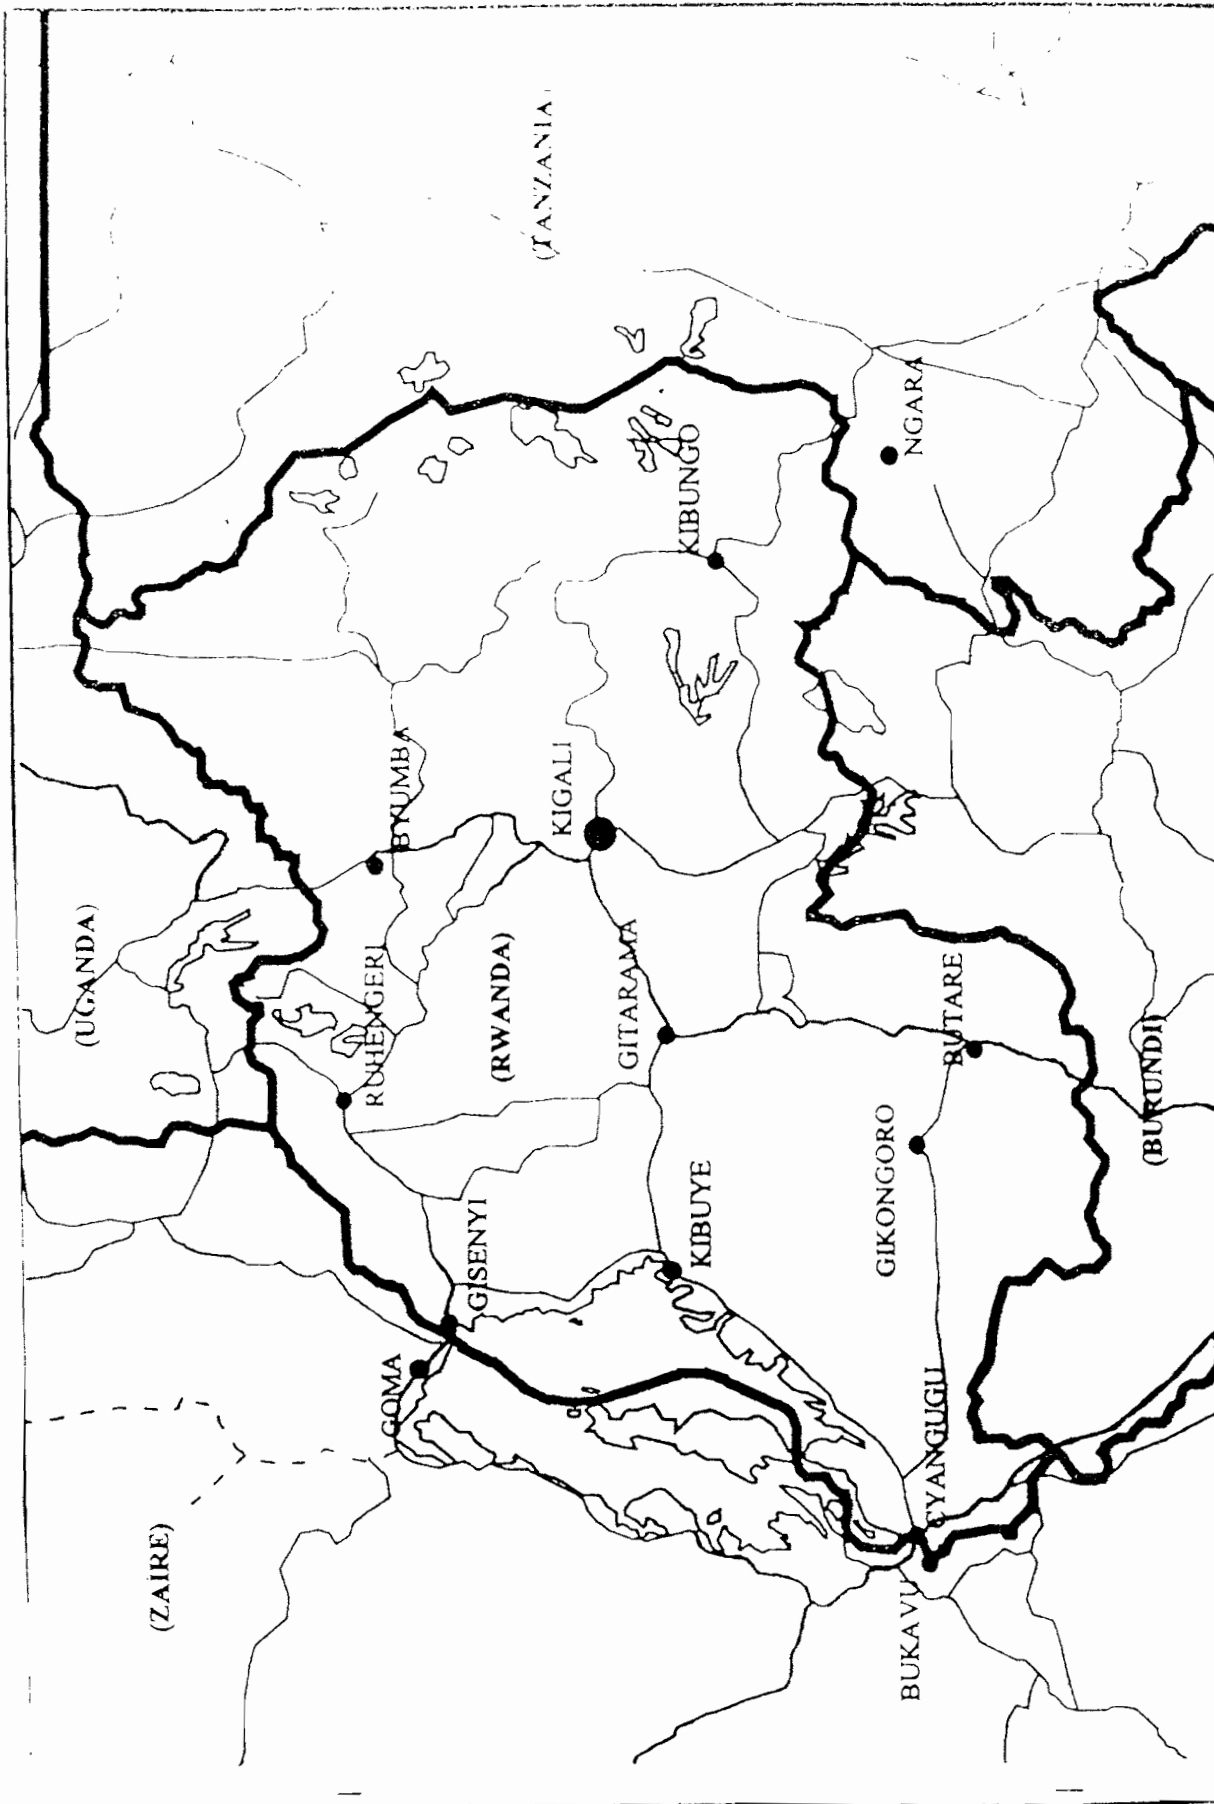 (UGANDA)
(ZAIRE)
(TANZANIA)
BYUMBA
RUHENGERI
GOMA
GISENYI
(RWANDA)
KIGALI
KIBUNGO
GITARAMA
KIBUYE
NGARA
BUTARE
GIKONGORO
CYANGUGU
BUKAVU
(BURUNDI)